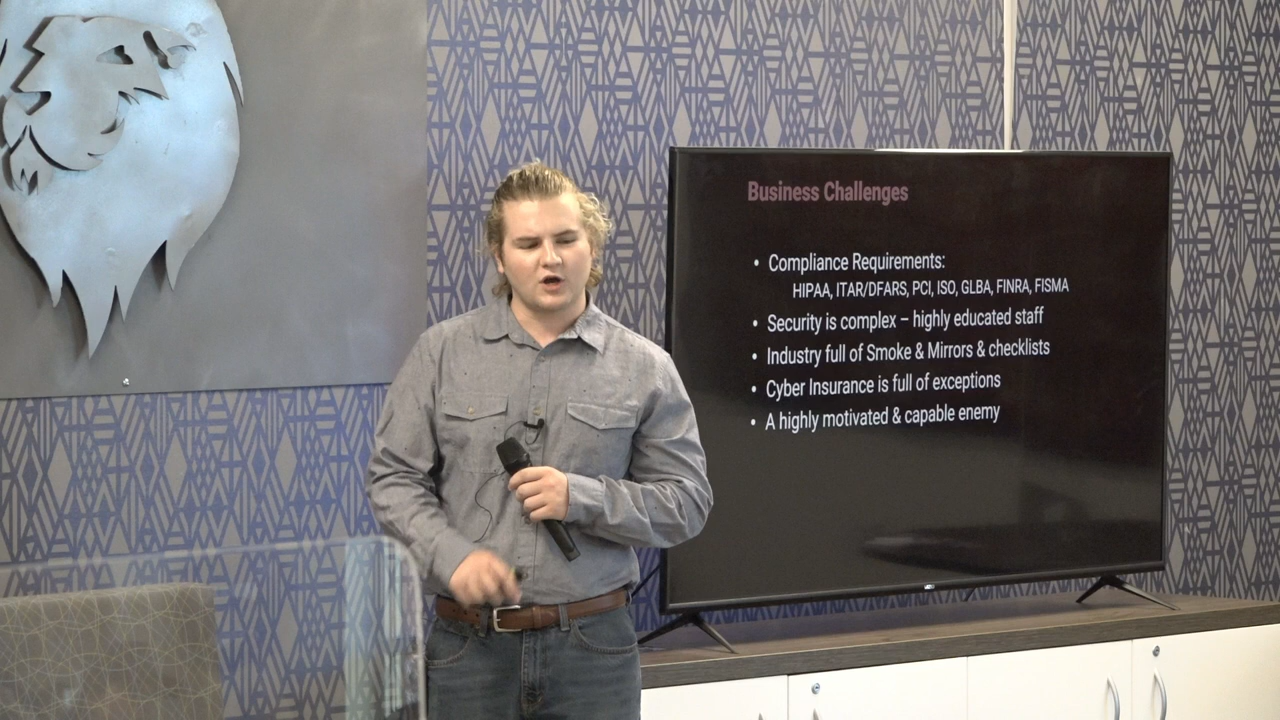 Business Challenges
• Compliance Requirements:
HIPAA, ITAR/DFARS, PCI, ISO, GLBA, FINRA, FISMA
• Security is complex – highly educated staff
• Industry full of Smoke & Mirrors & checklists
• Cyber Insurance is full of exceptions
• A highly motivated & capable enemy